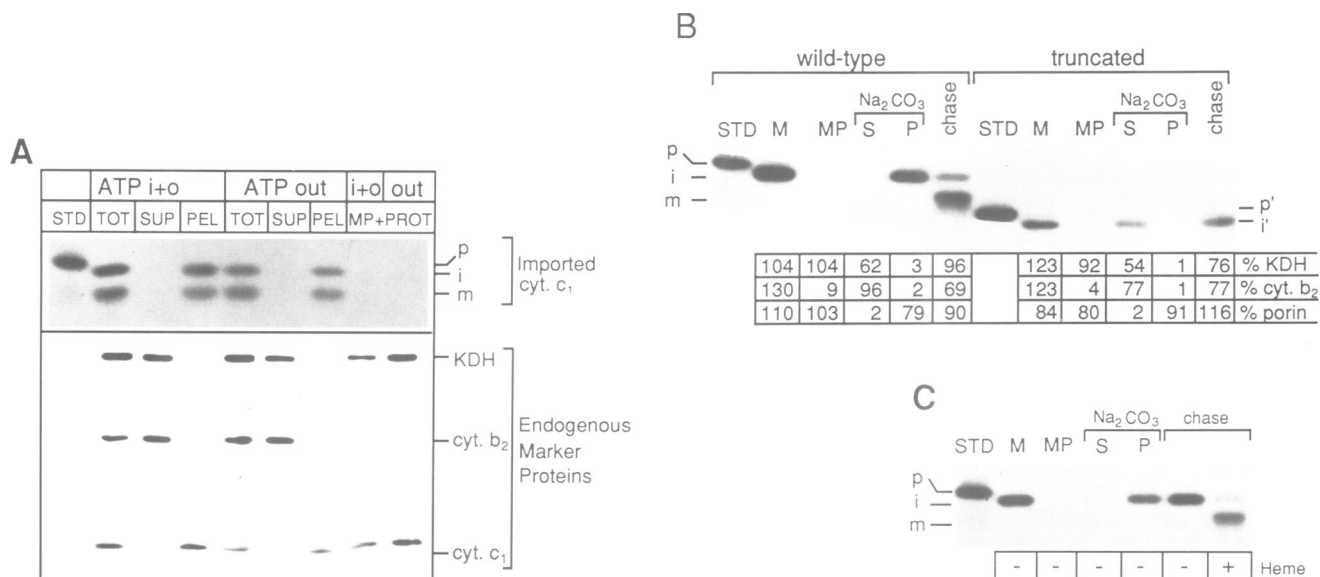 A
ATP i+o ATP out i+o out
STD TOT SUP PEL TOT SUP PEL MP+PROT
p
i
m
Imported
cyt. c1
KDH
cyt. b2
cyt. c1
Endogenous
Marker
Proteins
B
wild-type truncated
Na2CO3 Na2CO3
STD M MP S P chase STD M MP S P chase
p
i
m
p'
i'
104 104 62 3 96 123 92 54 1 76 % KDH
130 9 96 2 69 123 4 77 1 77 % cyt. b2
110 103 2 79 90 84 80 2 91 116 % porin
C
Na2CO3 chase
STD M MP S P
p
i
m
- - - - - + Heme